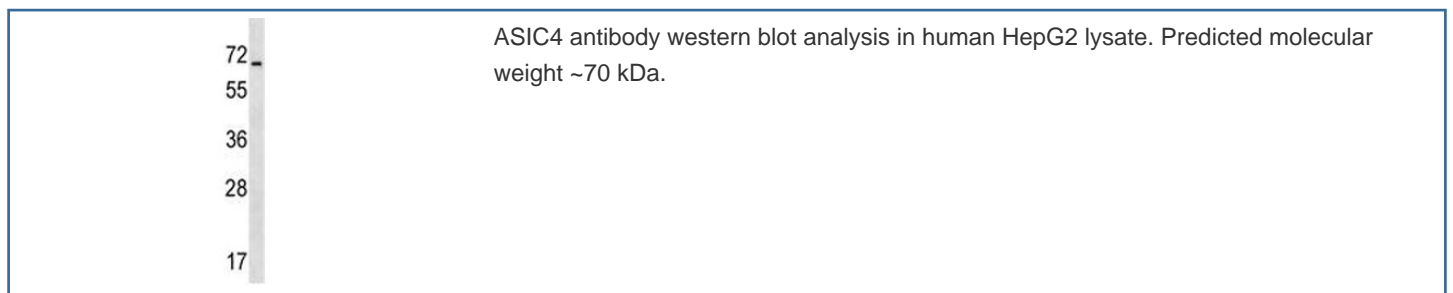 72
55
36
28
17
ASIC4 antibody western blot analysis in human HepG2 lysate. Predicted molecular
weight ~70 kDa.